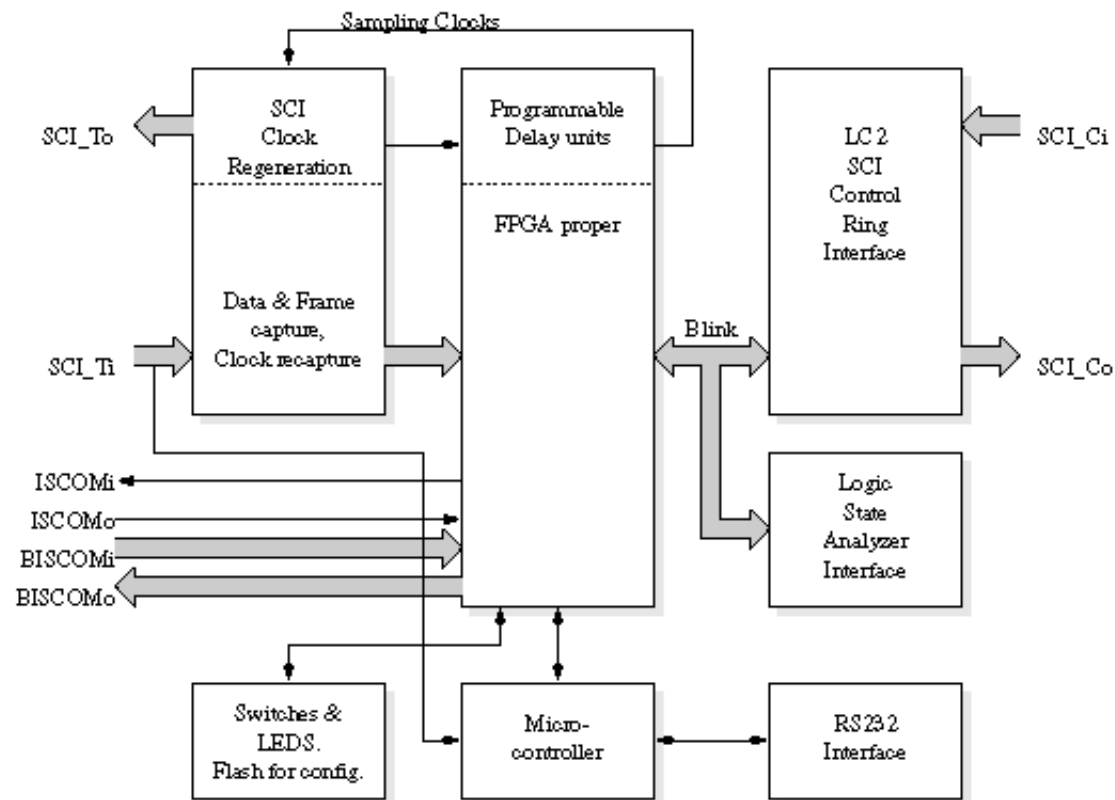 Sampling Clocks
SCI_To
SCI
Clock
Regeneration
Programmable
Delay units
LC 2
SCI
Control
Ring
Interface
SCI_Ci
FPGA proper
Data & Frame
capture,
Clock recapture
SCI_Ti
Blink
SCI_Co
ISCOMi
ISCOMo
BISCOMi
BISCOMo
Logic
State
Analyzer
Interface
Switches &
LEDS.
Flash for config.
Micro-
controller
RS232
Interface